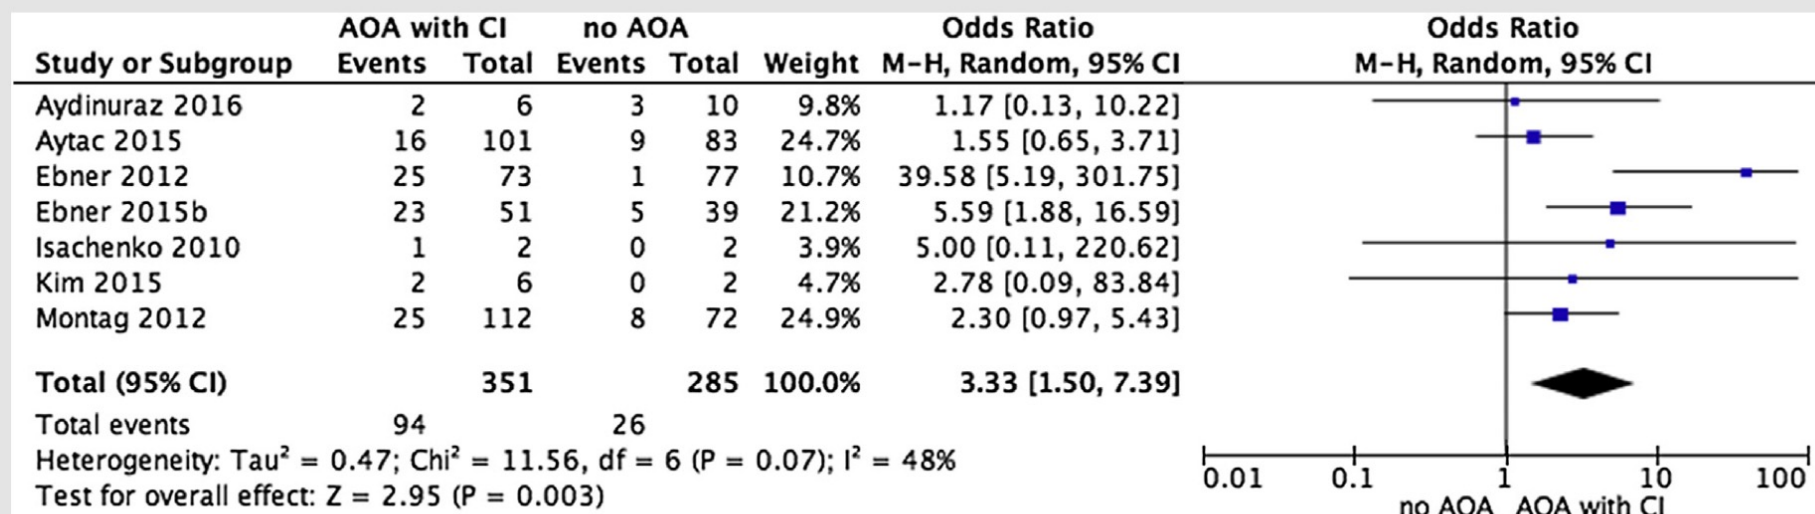 AOA with CI no AOA Odds Ratio Odds Ratio
Study or Subgroup Events Total Events Total Weight M-H, Random, 95% CI M-H, Random, 95% CI
Aydinuraz 2016 2 6 3 10 9.8% 1.17 [0.13, 10.22]
Aytac 2015 16 101 9 83 24.7% 1.55 [0.65, 3.71]
Ebner 2012 25 73 1 77 10.7% 39.58 [5.19, 301.75]
Ebner 2015b 23 51 5 39 21.2% 5.59 [1.88, 16.59]
Isachenko 2010 1 2 0 2 3.9% 5.00 [0.11, 220.62]
Kim 2015 2 6 0 2 4.7% 2.78 [0.09, 83.84]
Montag 2012 25 112 8 72 24.9% 2.30 [0.97, 5.43]
Total (95% CI) 351 285 100.0% 3.33 [1.50, 7.39]
Total events 94 26
Heterogeneity: Tau² = 0.47; Chi² = 11.56, df = 6 (P = 0.07); I² = 48%
Test for overall effect: Z = 2.95 (P = 0.003)
0.01 0.1 1 10 100
no AOA AOA with CI